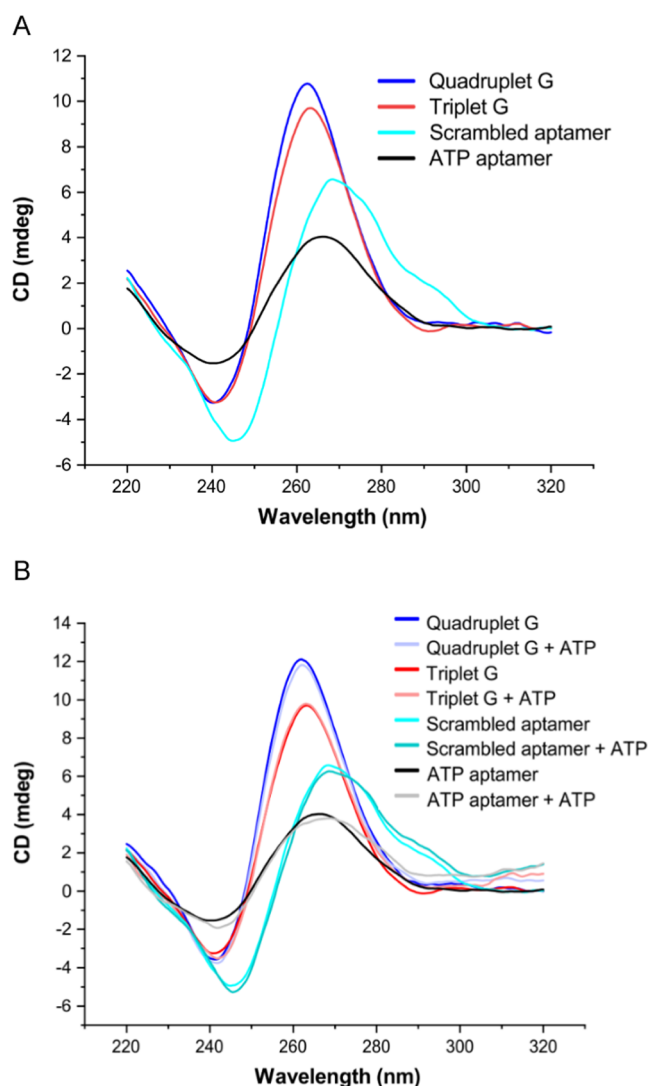 A
12
10
8
6
4
2
0
-2
-4
-6
CD (mdeg)
220 240 260 280 300 320
Wavelength (nm)
Quadruplet G
Triplet G
Scrambled aptamer
ATP aptamer
B
14
12
10
8
6
4
2
0
-2
-4
-6
CD (mdeg)
220 240 260 280 300 320
Wavelength (nm)
Quadruplet G
Quadruplet G + ATP
Triplet G
Triplet G + ATP
Scrambled aptamer
Scrambled aptamer + ATP
ATP aptamer
ATP aptamer + ATP